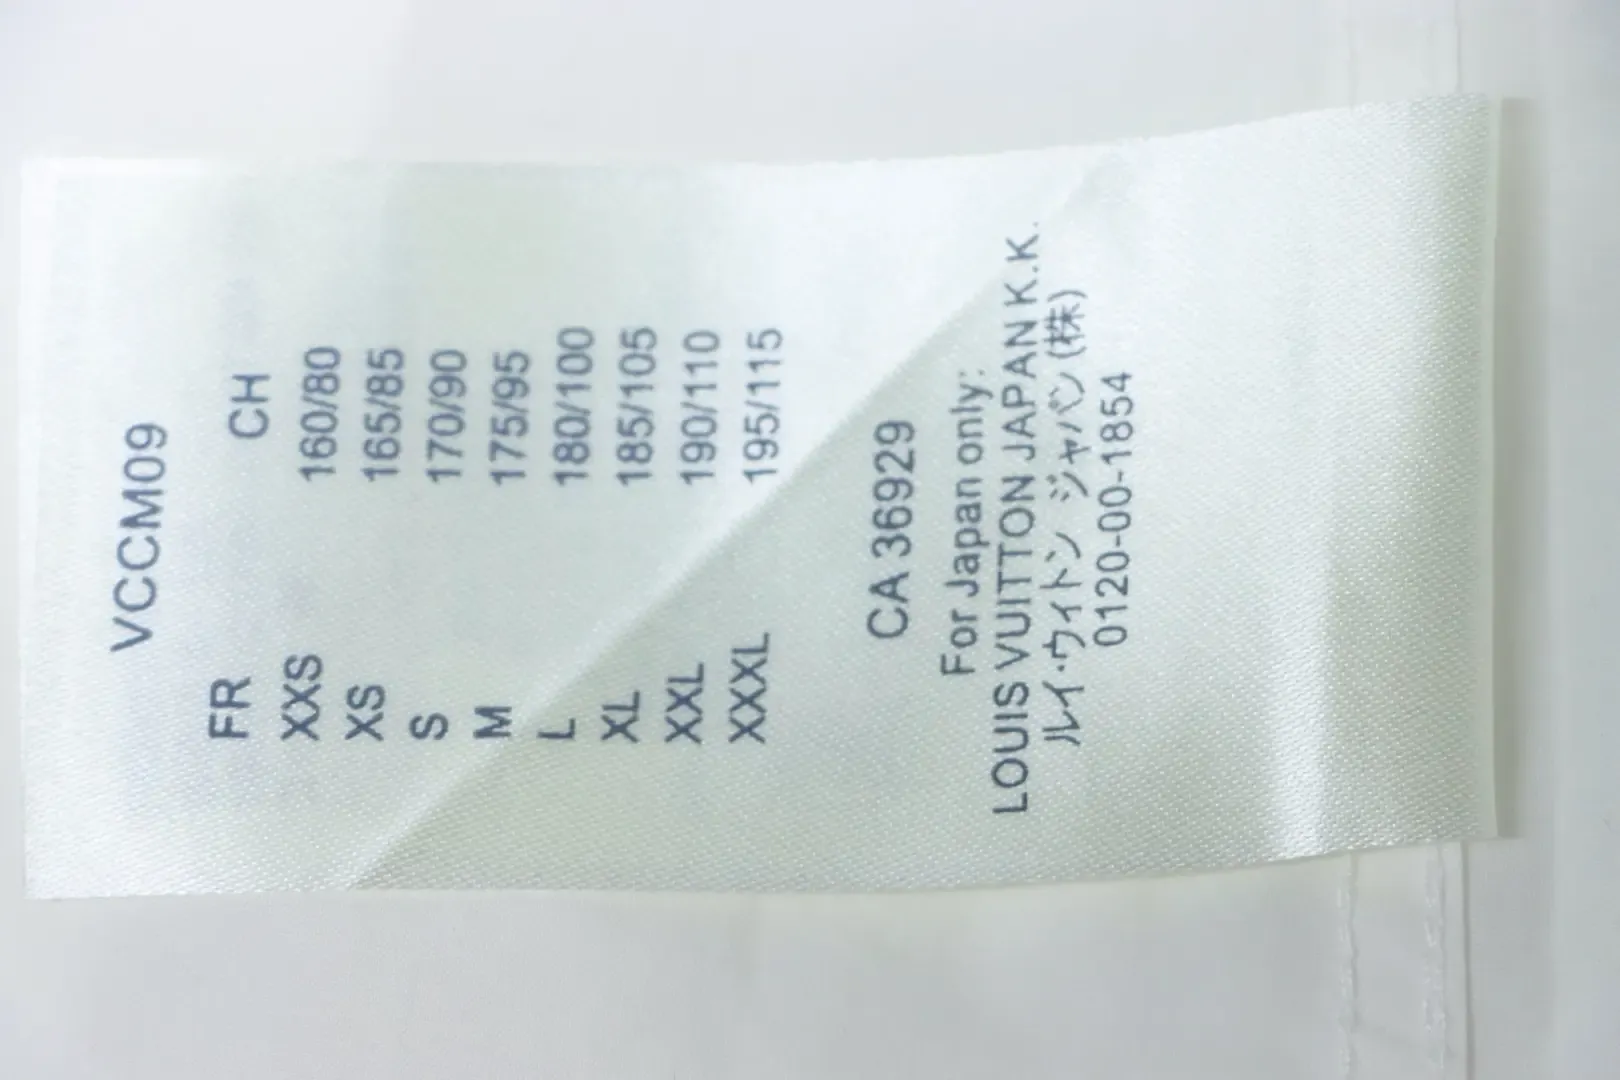 VCCM09
FR CH
XXS 160/80
XS 165/85
S 170/90
M 175/95
L 180/100
XL 185/105
XXL 190/110
XXXL 195/115
CA 36929
For Japan only:
LOUIS VUITTON JAPAN K.K.
ルイ・ウィトン ジャパン (株)
0120-00-1854